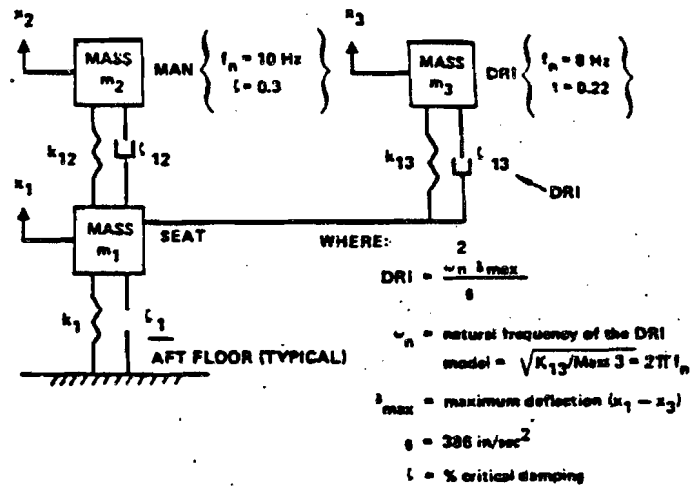 x2
x3
MASS
m2
MAN { fn = 10 Hz
ζ = 0.3 }
MASS
m3
DRI { fn = 8 Hz
ζ = 0.22 }
k12
ζ12
k13
ζ13
DRI
x1
MASS
m1
SEAT
WHERE:
DRI = ωn² δmax / g
k1
ζ1
AFT FLOOR (TYPICAL)
ωn = natural frequency of the DRI
model = √K13/Mass 3 = 2πfn
δmax = maximum deflection (x1 − x3)
g = 386 in/sec²
ζ = % critical damping